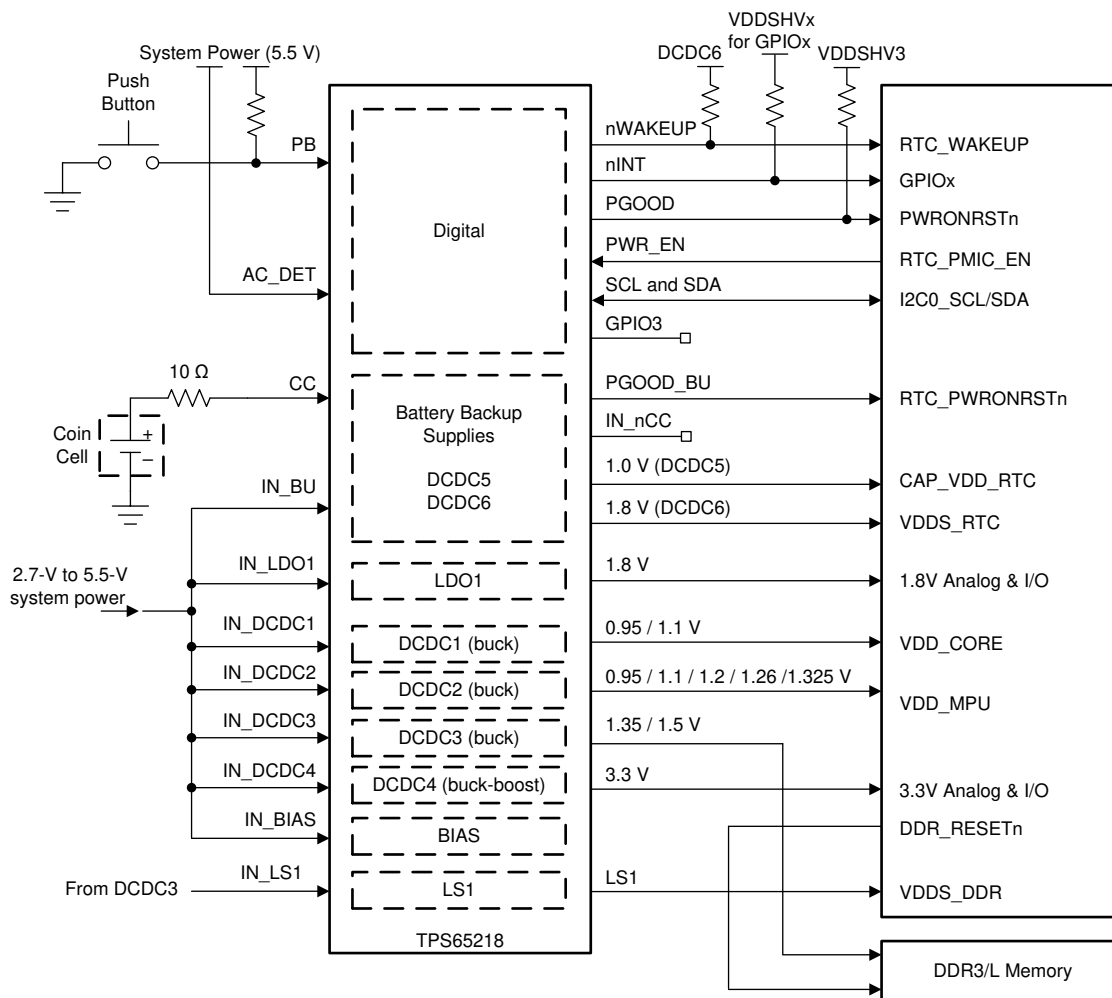 System Power (5.5 V)
Push
Button
PB
AC_DET
10 Ω
CC
Coin
Cell
+
–
IN_BU
2.7-V to 5.5-V
system power
IN_LDO1
IN_DCDC1
IN_DCDC2
IN_DCDC3
IN_DCDC4
IN_BIAS
From DCDC3
IN_LS1
Digital
Battery Backup
Supplies
DCDC5
DCDC6
LDO1
DCDC1 (buck)
DCDC2 (buck)
DCDC3 (buck)
DCDC4 (buck-boost)
BIAS
LS1
TPS65218
DCDC6
VDDSHVx
for GPIOx
VDDSHV3
nWAKEUP
nINT
PGOOD
PWR_EN
SCL and SDA
GPIO3
PGOOD_BU
IN_nCC
1.0 V (DCDC5)
1.8 V (DCDC6)
1.8 V
0.95 / 1.1 V
0.95 / 1.1 / 1.2 / 1.26 /1.325 V
1.35 / 1.5 V
3.3 V
LS1
RTC_WAKEUP
GPIOx
PWRONRSTn
RTC_PMIC_EN
I2C0_SCL/SDA
RTC_PWRONRSTn
CAP_VDD_RTC
VDDS_RTC
1.8V Analog & I/O
VDD_CORE
VDD_MPU
3.3V Analog & I/O
DDR_RESETn
VDDS_DDR
DDR3/L Memory